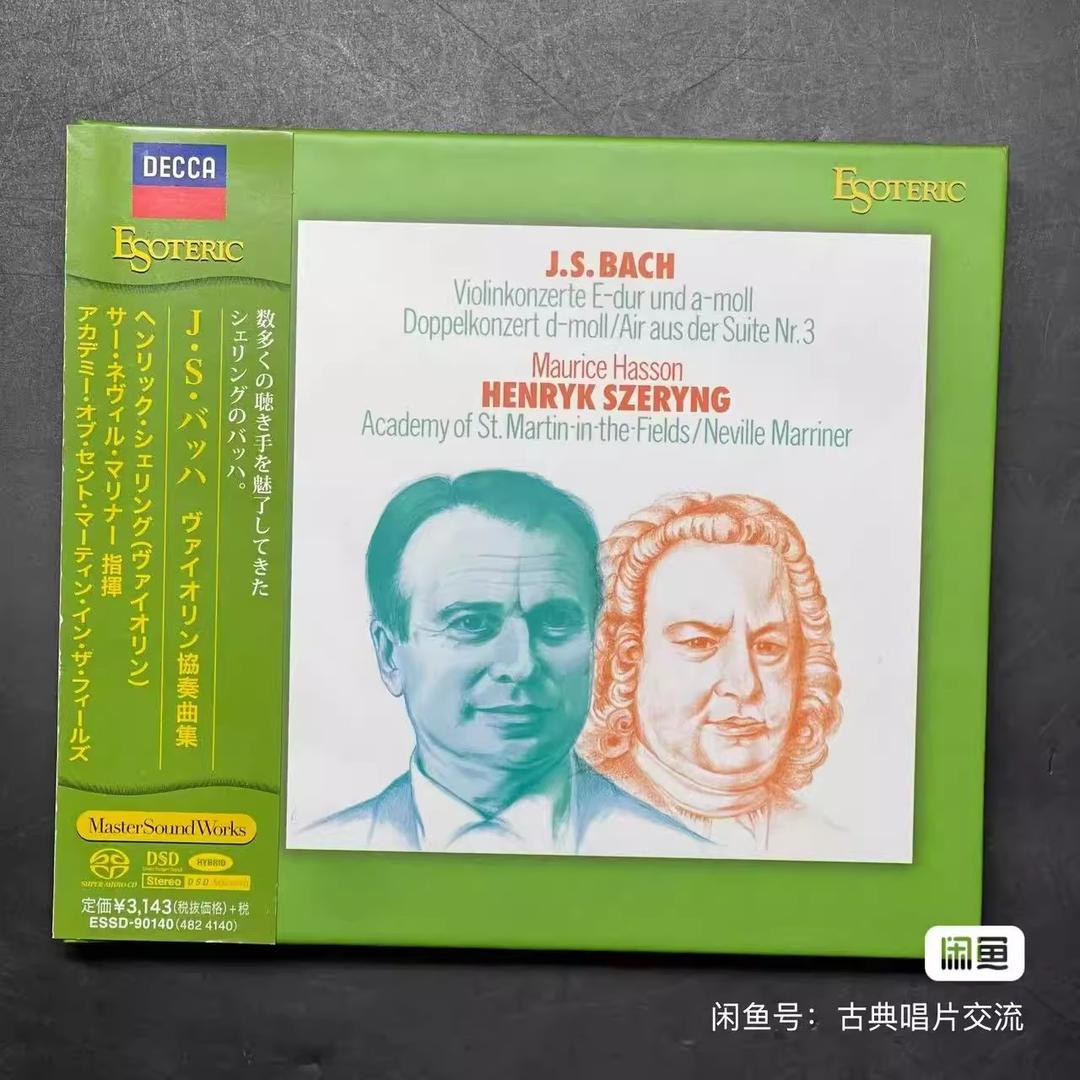 DECCA
ESOTERIC
数多くの聴き手を魅了してきた
シェリングのバッハ。
J・S・バッハ ヴァイオリン協奏曲集
ヘンリック・シェリング(ヴァイオリン)
サー・ネヴィル・マリナー 指揮
アカデミー・オブ・セント・マーティン・イン・ザ・フィールズ
MasterSoundWorks
SUPER AUDIO CD
DSD
HYBRID
Stereo DSD
定価¥3,143(税抜価格)+税
ESSD-90140(482 4140)
ESOTERIC
J.S. BACH
Violinkonzerte E-dur und a-moll
Doppelkonzert d-moll/Air aus der Suite Nr.3
Maurice Hasson
HENRYK SZERYNG
Academy of St. Martin-in-the-Fields/Neville Marriner
闲鱼
闲鱼号：古典唱片交流